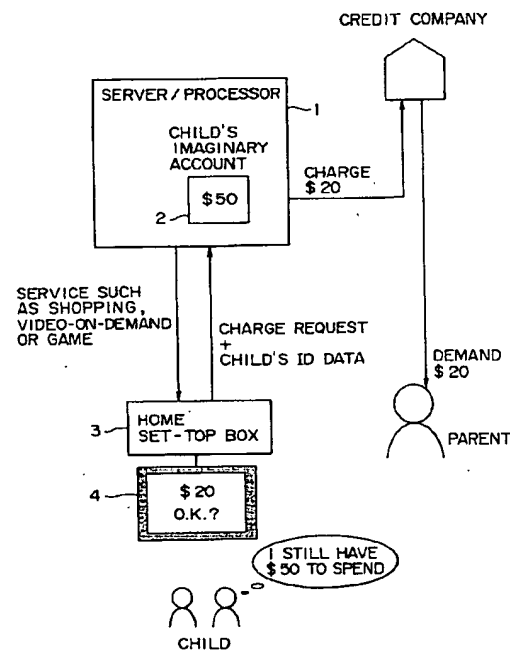 CREDIT COMPANY
SERVER/PROCESSOR
1
CHILD'S
IMAGINARY
ACCOUNT
$50
2
CHARGE
$20
SERVICE SUCH
AS SHOPPING,
VIDEO-ON-DEMAND
OR GAME
CHARGE REQUEST
+
CHILD'S ID DATA
DEMAND
$20
3
HOME
SET-TOP BOX
PARENT
4
$20
O.K.?
I STILL HAVE
$50 TO SPEND
CHILD